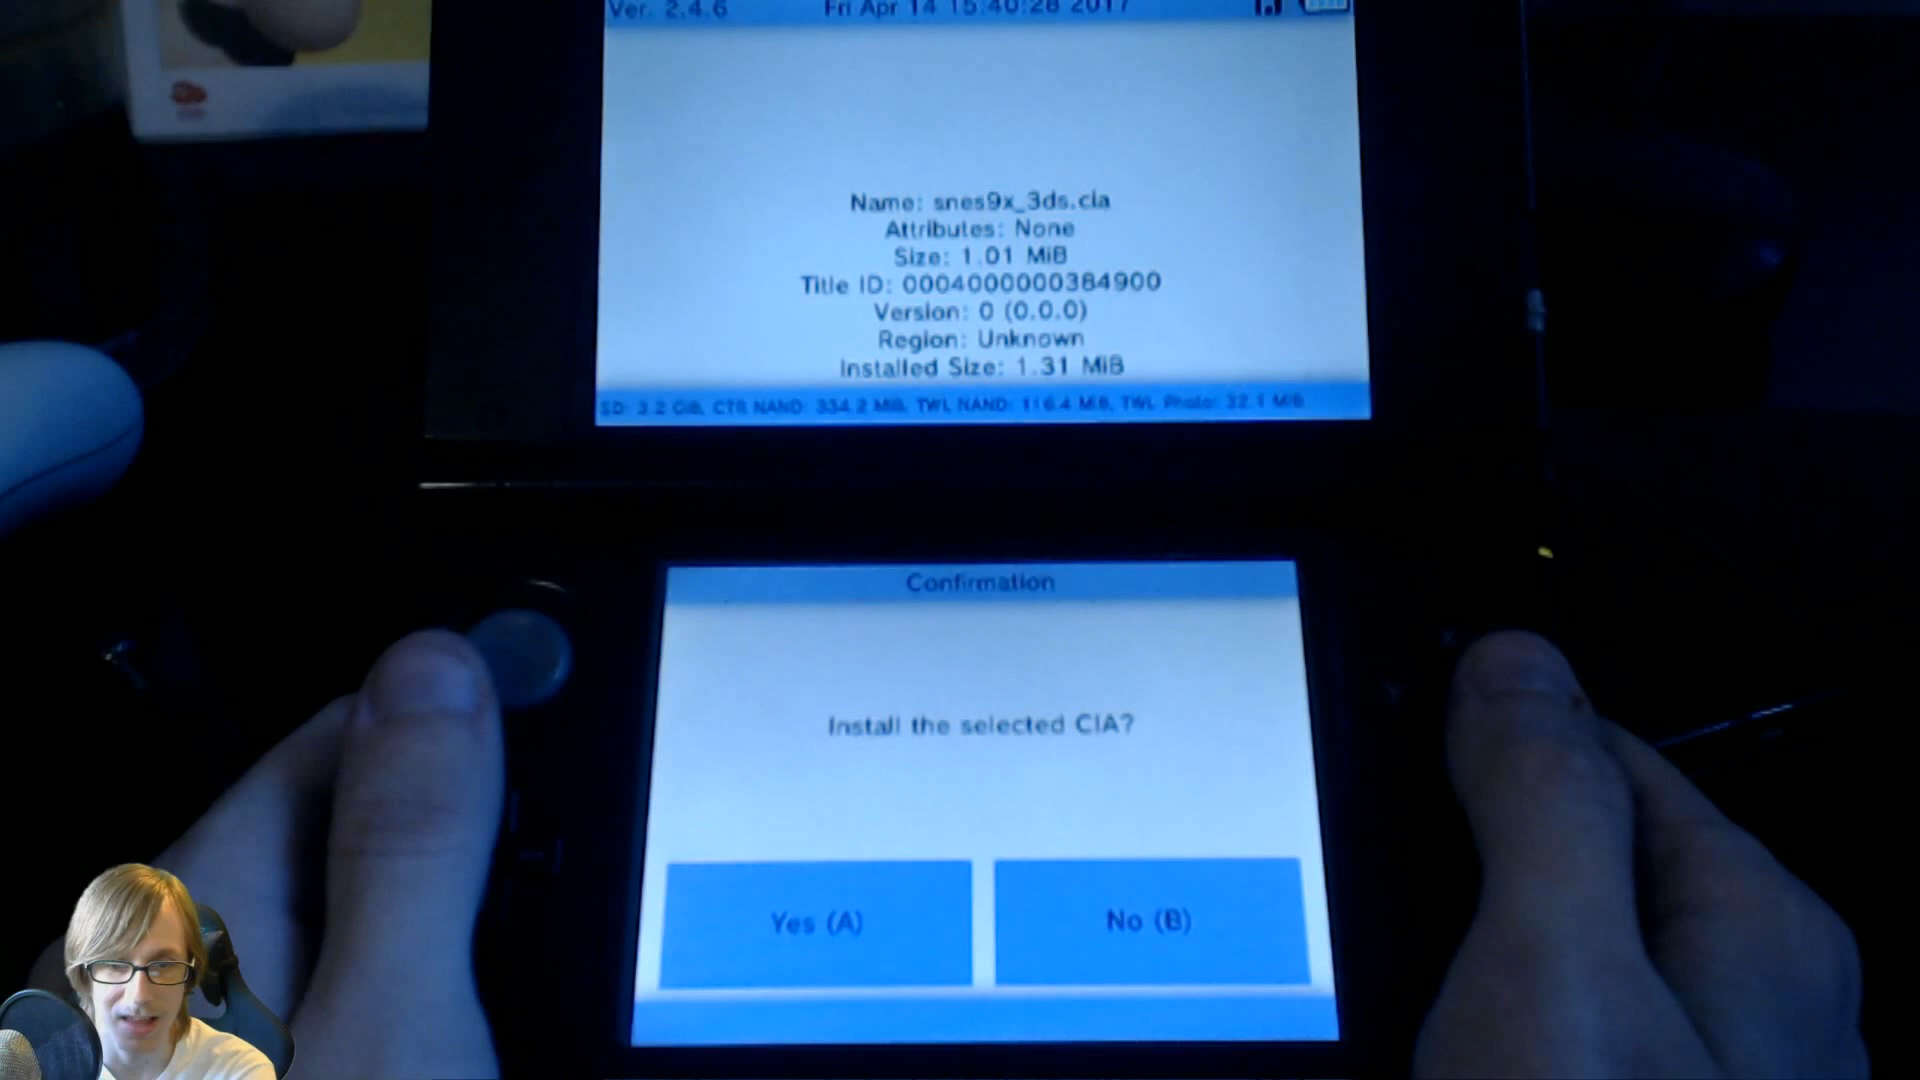 Ver. 2.4.6
Fri Apr 14 15:40:28 2017
Name: snes9x_3ds.cia
Attributes: None
Size: 1.01 MiB
Title ID: 0004000000384900
Version: 0 (0.0.0)
Region: Unknown
Installed Size: 1.31 MiB
SD: 3.2 GiB, CTR NAND: 334.2 MiB, TWL NAND: 116.4 MiB, TWL Photo: 32.1 MiB
Confirmation
Install the selected CIA?
Yes (A)
No (B)